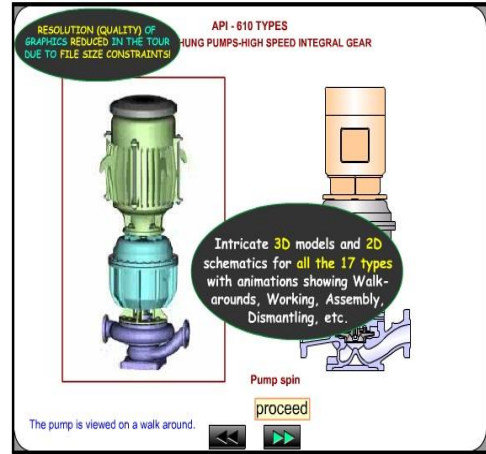 RESOLUTION (QUALITY) OF
GRAPHICS REDUCED IN THE TOUR
DUE TO FILE SIZE CONSTRAINTS!
API - 610 TYPES
HUNG PUMPS-HIGH SPEED INTEGRAL GEAR
Intricate 3D models and 2D
schematics for all the 17 types
with animations showing Walk-
arounds, Working, Assembly,
Dismantling, etc.
Pump spin
proceed
The pump is viewed on a walk around.